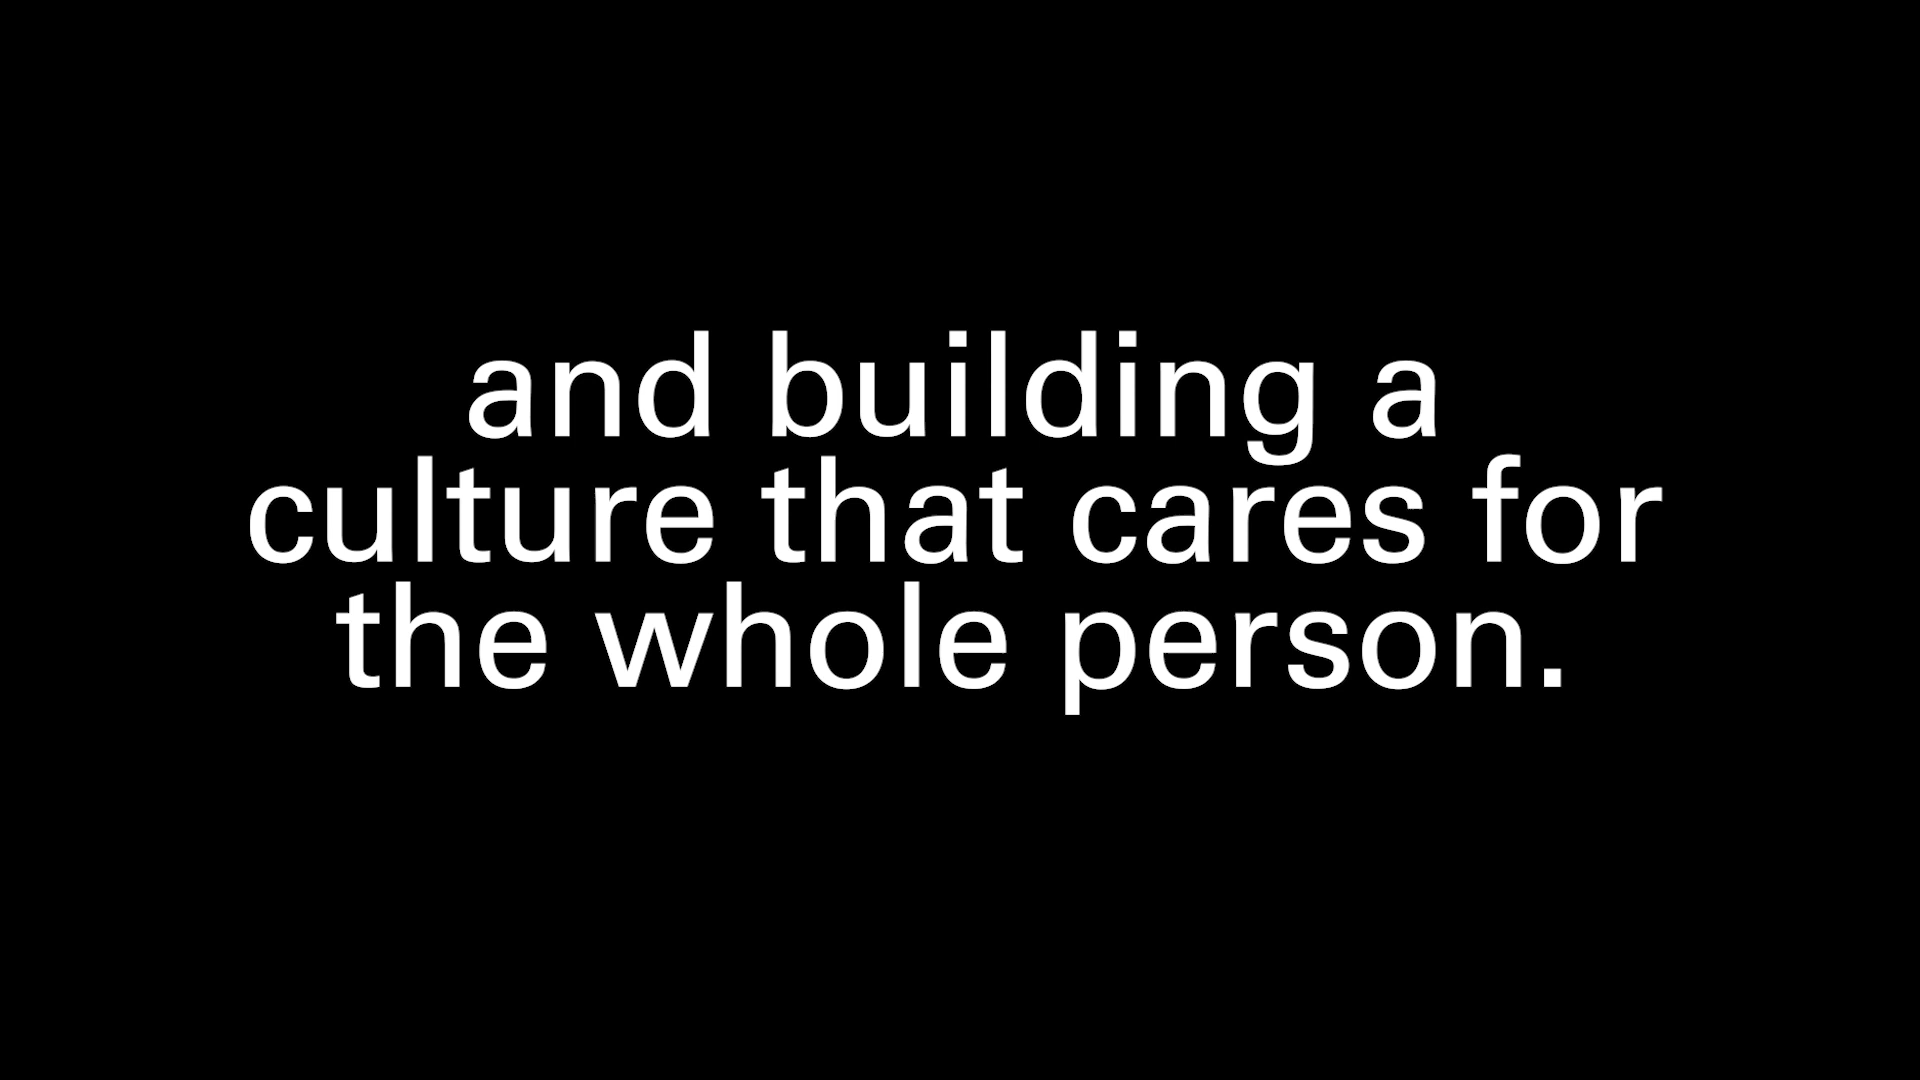 and building a
culture that cares for
the whole person.